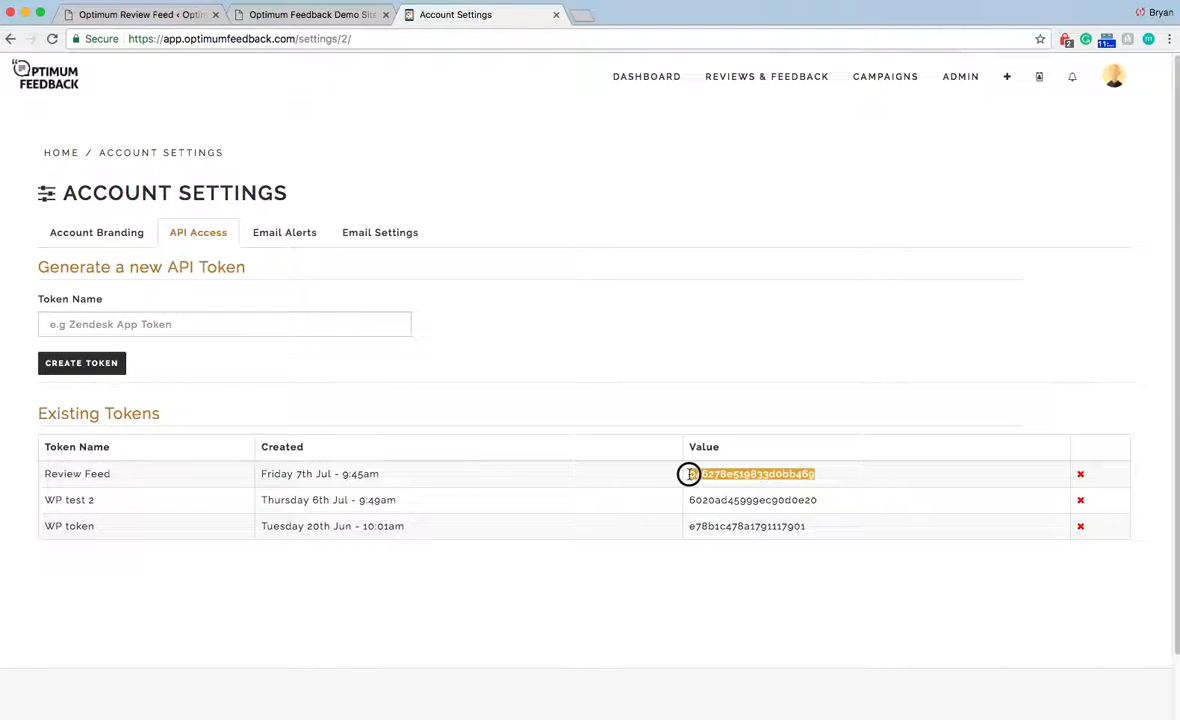 Optimum Review Feed ‹ Opti
Optimum Feedback Demo Site
Account Settings
Bryan
Secure
https://app.optimumfeedback.com/settings/2/
OPTIMUM
FEEDBACK
DASHBOARD
REVIEWS & FEEDBACK
CAMPAIGNS
ADMIN
HOME / ACCOUNT SETTINGS
ACCOUNT SETTINGS
Account Branding
API Access
Email Alerts
Email Settings
Generate a new API Token
Token Name
e.g Zendesk App Token
CREATE TOKEN
Existing Tokens
Token Name Created Value
Review Feed Friday 7th Jul - 9:45am
WP test 2 Thursday 6th Jul - 9:49am 6020ad45999ec90d0e20
WP token Tuesday 20th Jun - 10:01am e78b1c478a1791117901